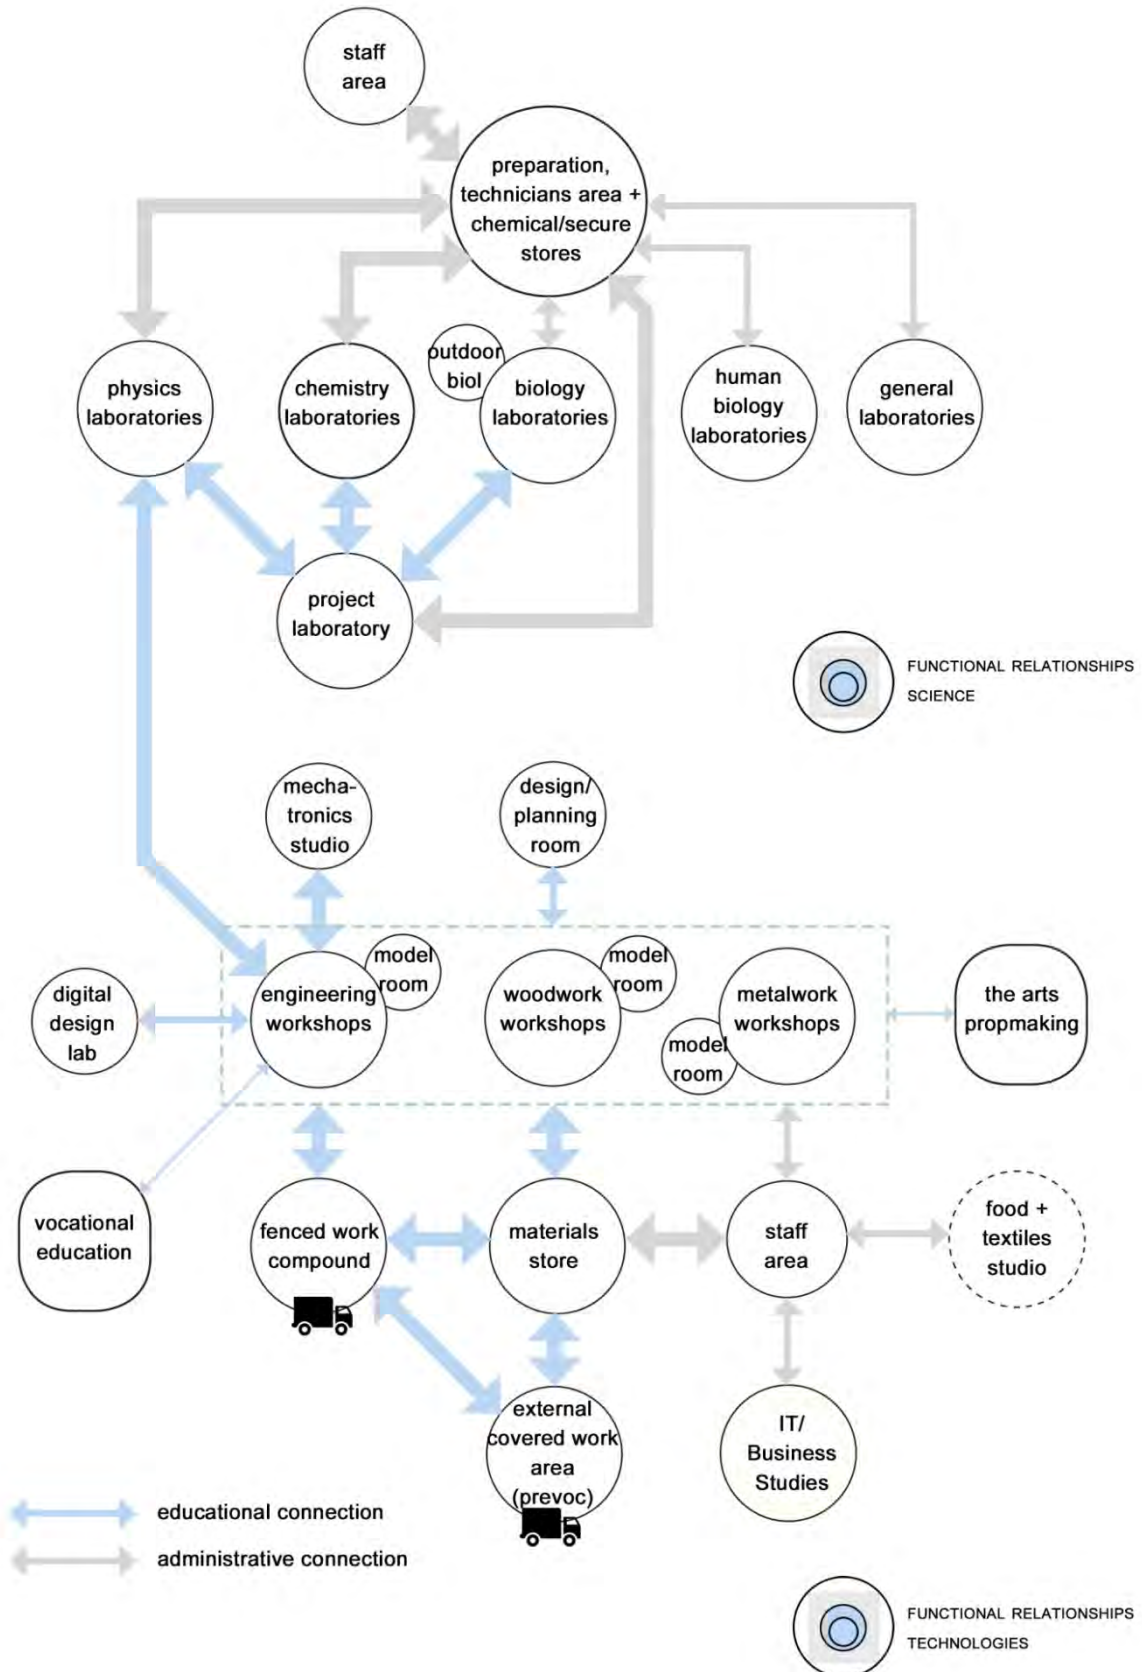 staff
area
preparation,
technicians area +
chemical/secure
stores
physics
laboratories
chemistry
laboratories
outdoor
biol
biology
laboratories
human
biology
laboratories
general
laboratories
project
laboratory
FUNCTIONAL RELATIONSHIPS
SCIENCE
mecha-
tronics
studio
design/
planning
room
digital
design
lab
engineering
workshops
model
room
woodwork
workshops
model
room
metalwork
workshops
model
room
the arts
propmaking
vocational
education
fenced work
compound
materials
store
staff
area
food +
textiles
studio
external
covered work
area
(prevoc)
IT/
Business
Studies
educational connection
administrative connection
FUNCTIONAL RELATIONSHIPS
TECHNOLOGIES